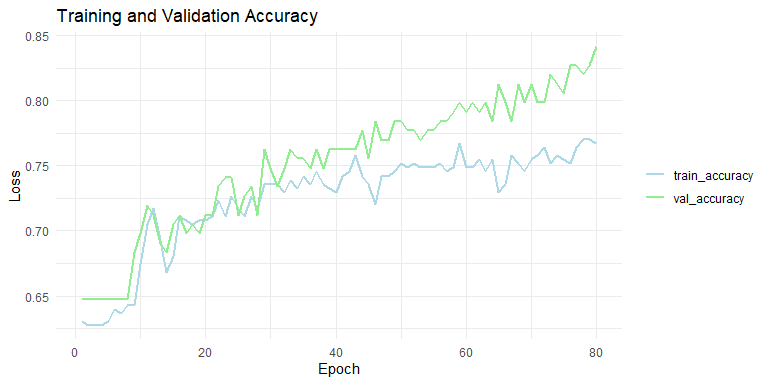 Training and Validation Accuracy
Loss
0.85
0.80
0.75
0.70
0.65
0 20 40 60 80
Epoch
train_accuracy
val_accuracy